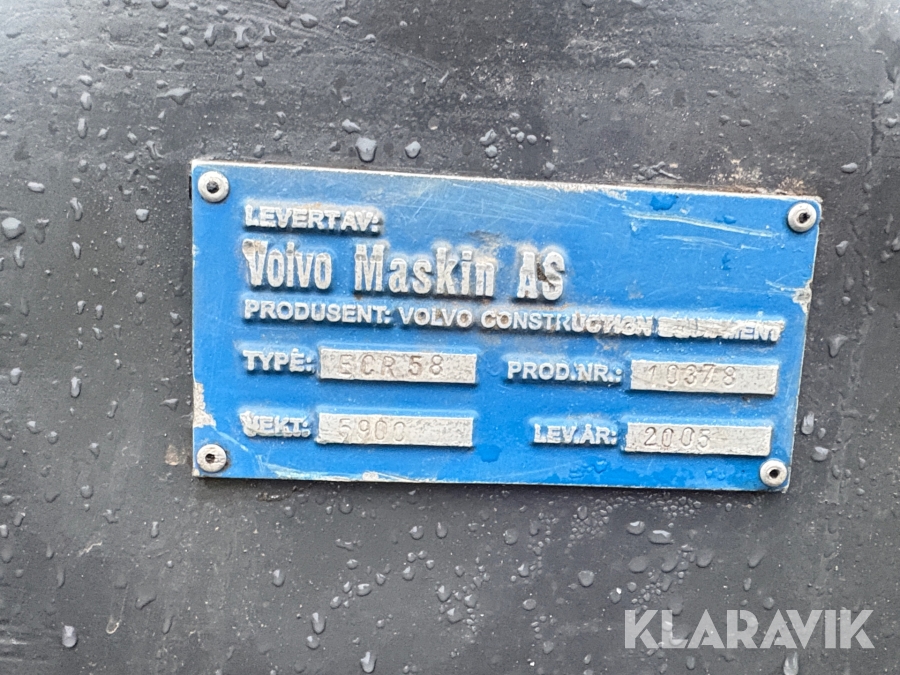 LEVERT AV:
Volvo Maskin AS
PRODUSENT: VOLVO CONSTRUCTION EQUIPMENT
TYPE: ECR58 PROD.NR.: 10378
VEKT: 5900 LEV.ÅR: 2005
KLARAVIK